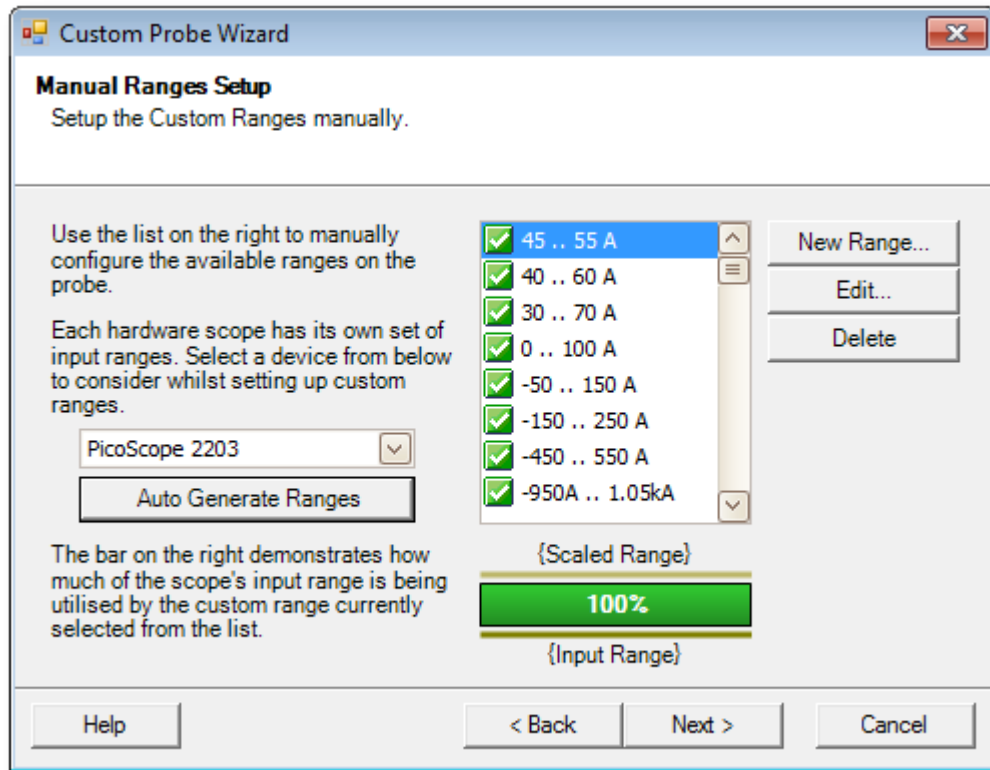 Custom Probe Wizard
Manual Ranges Setup
Setup the Custom Ranges manually.
Use the list on the right to manually
configure the available ranges on the
probe.
Each hardware scope has its own set of
input ranges. Select a device from below
to consider whilst setting up custom
ranges.
PicoScope 2203
Auto Generate Ranges
The bar on the right demonstrates how
much of the scope's input range is being
utilised by the custom range currently
selected from the list.
45 .. 55 A
40 .. 60 A
30 .. 70 A
0 .. 100 A
-50 .. 150 A
-150 .. 250 A
-450 .. 550 A
-950A .. 1.05kA
{Scaled Range}
100%
{Input Range}
New Range...
Edit...
Delete
Help
< Back
Next >
Cancel